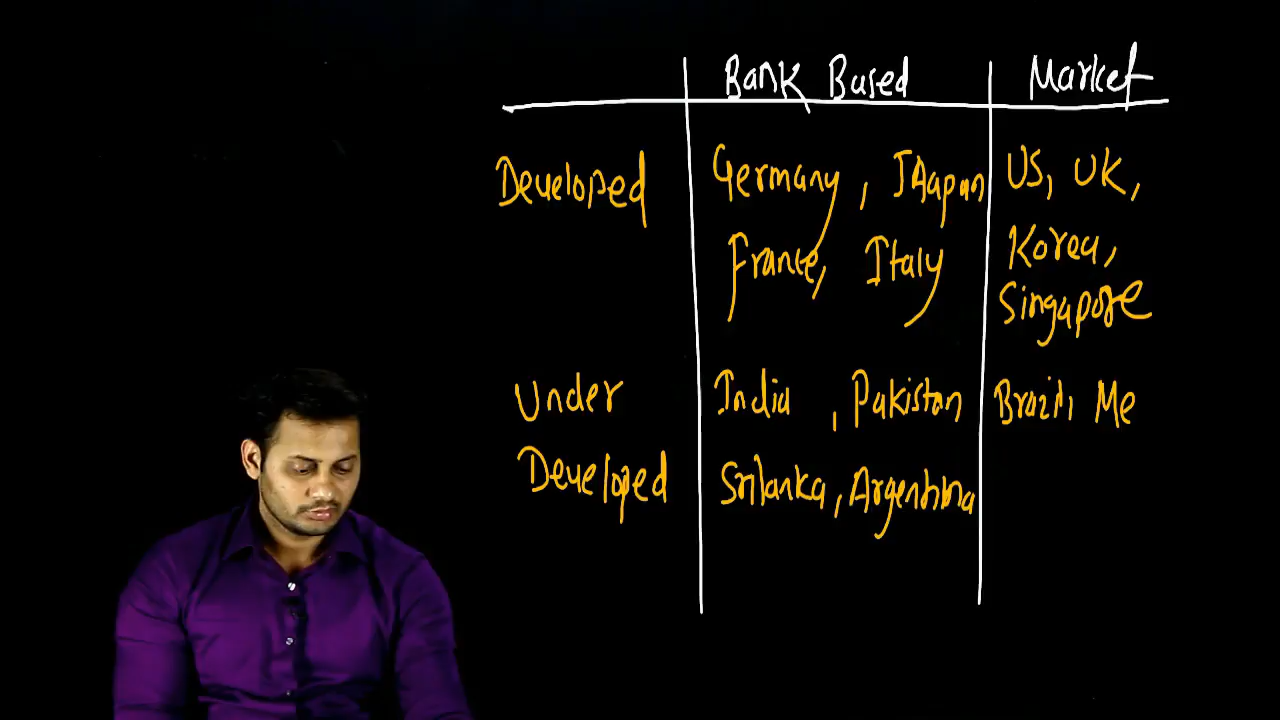 Bank Based Market
Developed Germany, JAapan US, UK,
France, Italy Korea,
Singapore
Under India, Pakistan Brazil, Me
Developed Srilanka, Argentina